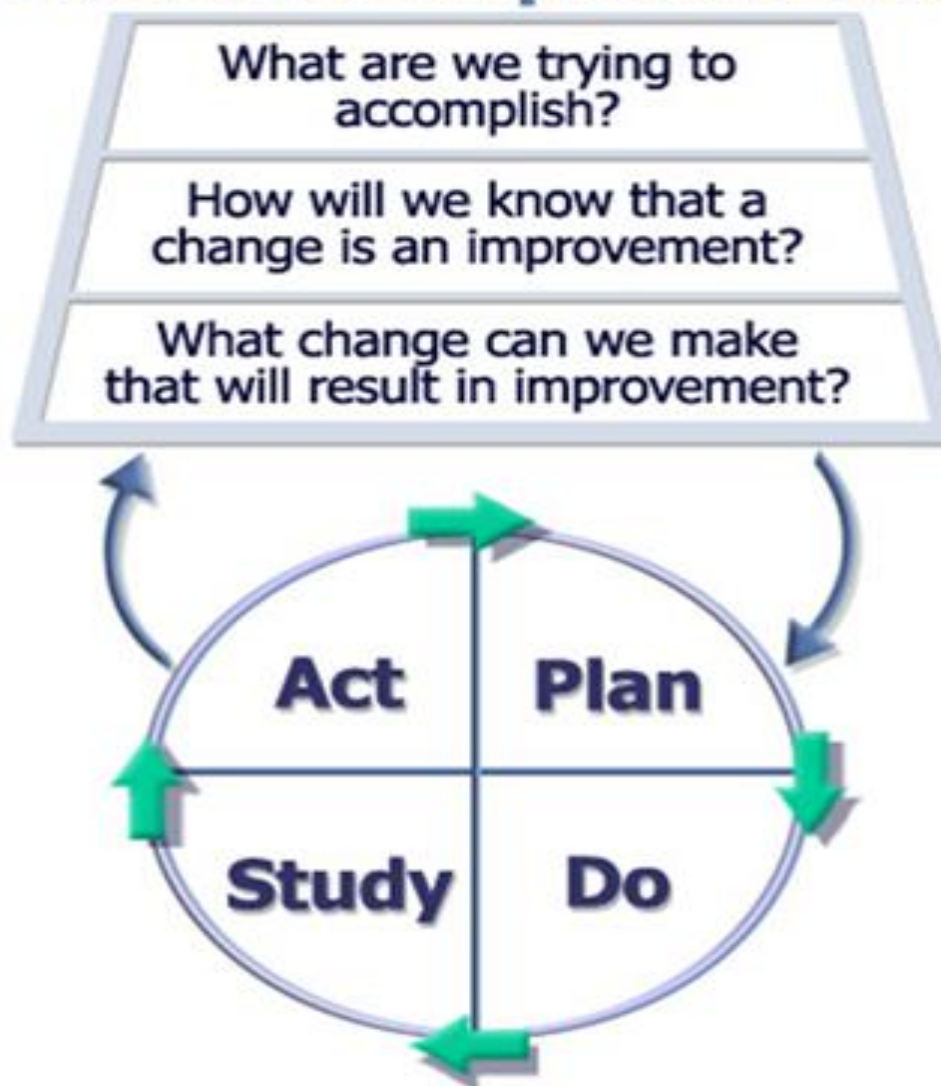 What are we trying to
accomplish?
How will we know that a
change is an improvement?
What change can we make
that will result in improvement?
Act
Plan
Study
Do